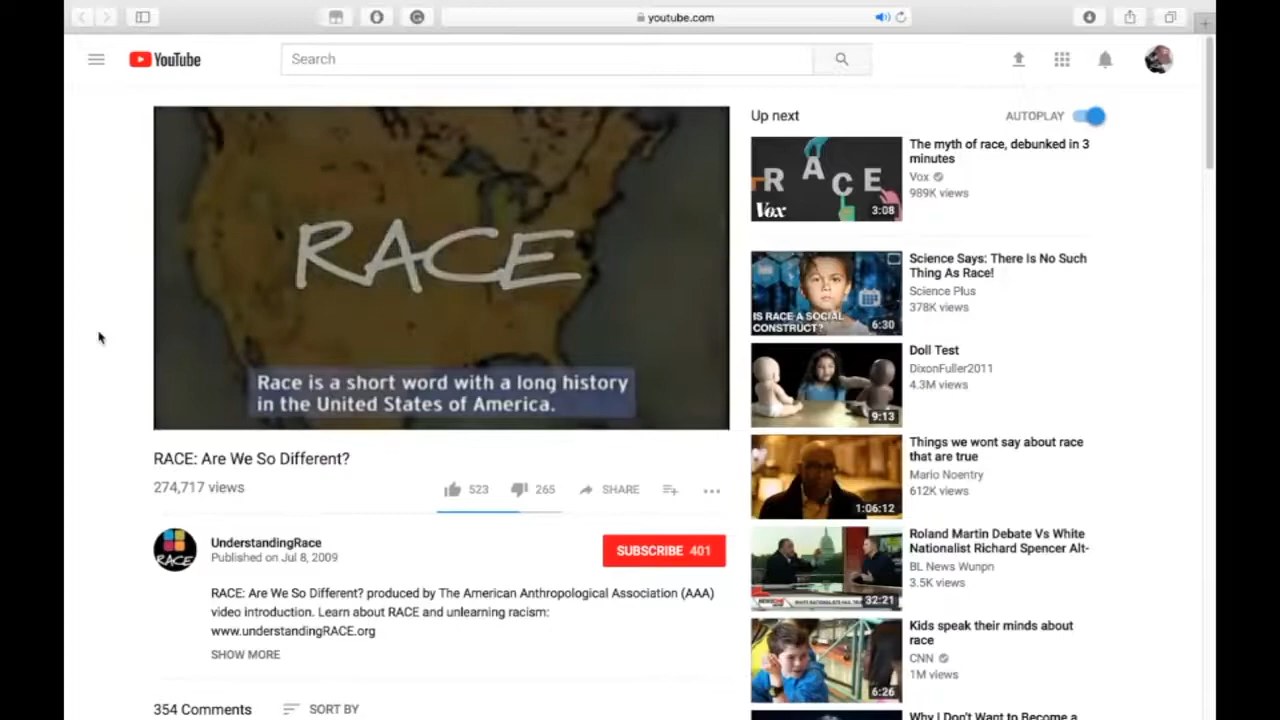 youtube.com
YouTube
Search
RACE
Race is a short word with a long history
in the United States of America.
RACE: Are We So Different?
274,717 views
523
265
SHARE
RACE
UnderstandingRace
Published on Jul 8, 2009
SUBSCRIBE 401
RACE: Are We So Different? produced by The American Anthropological Association (AAA)
video introduction. Learn about RACE and unlearning racism:
www.understandingRACE.org
SHOW MORE
354 Comments
SORT BY
Up next
AUTOPLAY
RACE
Vox
3:08
The myth of race, debunked in 3
minutes
Vox
989K views
IS RACE A SOCIAL
CONSTRUCT?
6:30
Science Says: There Is No Such
Thing As Race!
Science Plus
378K views
9:13
Doll Test
DixonFuller2011
4.3M views
1:06:12
Things we wont say about race
that are true
Mario Noentry
612K views
32:21
Roland Martin Debate Vs White
Nationalist Richard Spencer Alt-
BL News Wunpn
3.5K views
6:26
Kids speak their minds about
race
CNN
1M views
Why I Don't Want to Become a